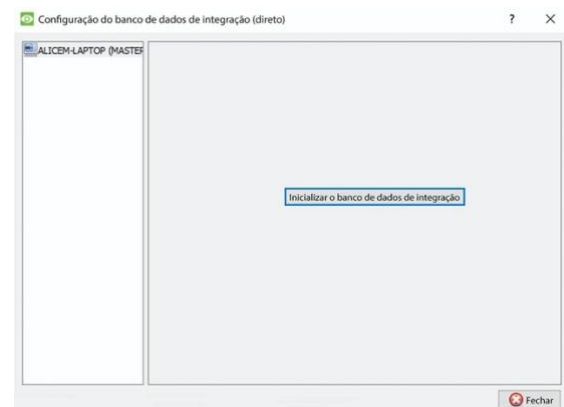 Configuração do banco de dados de integração (direto)
? X
ALICEM-LAPTOP (MASTER
Inicializar o banco de dados de integração
Fechar